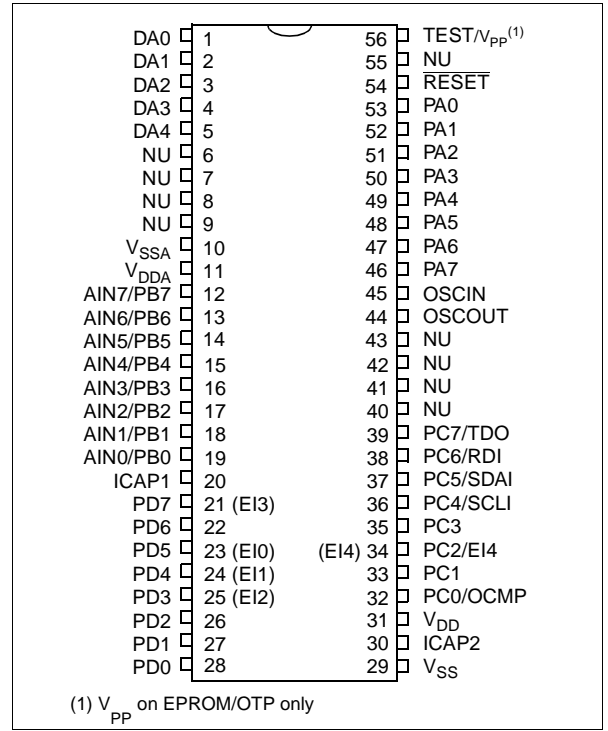 DA0 1 56 TEST/VPP(1)
DA1 2 55 NU
DA2 3 54 RESET
DA3 4 53 PA0
DA4 5 52 PA1
NU 6 51 PA2
NU 7 50 PA3
NU 8 49 PA4
NU 9 48 PA5
VSSA 10 47 PA6
VDDA 11 46 PA7
AIN7/PB7 12 45 OSCIN
AIN6/PB6 13 44 OSCOUT
AIN5/PB5 14 43 NU
AIN4/PB4 15 42 NU
AIN3/PB3 16 41 NU
AIN2/PB2 17 40 NU
AIN1/PB1 18 39 PC7/TDO
AIN0/PB0 19 38 PC6/RDI
ICAP1 20 37 PC5/SDAI
PD7 21 (EI3) 36 PC4/SCLI
PD6 22 35 PC3
PD5 23 (EI0) (EI4) 34 PC2/EI4
PD4 24 (EI1) 33 PC1
PD3 25 (EI2) 32 PC0/OCMP
PD2 26 31 VDD
PD1 27 30 ICAP2
PD0 28 29 VSS
(1) VPP on EPROM/OTP only